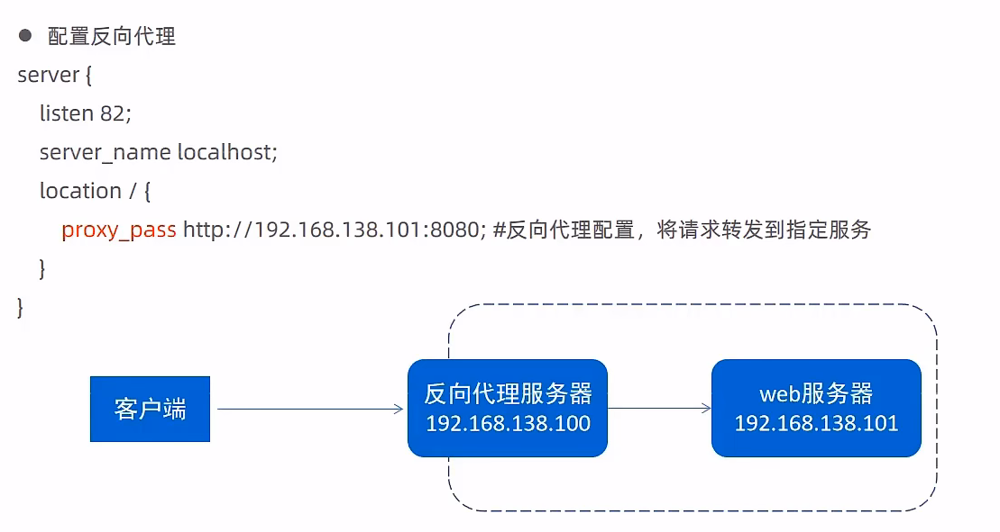 ● 配置反向代理
server {
listen 82;
server_name localhost;
location / {
proxy_pass http://192.168.138.101:8080; #反向代理配置，将请求转发到指定服务
}
}
客户端
反向代理服务器
192.168.138.100
web服务器
192.168.138.101